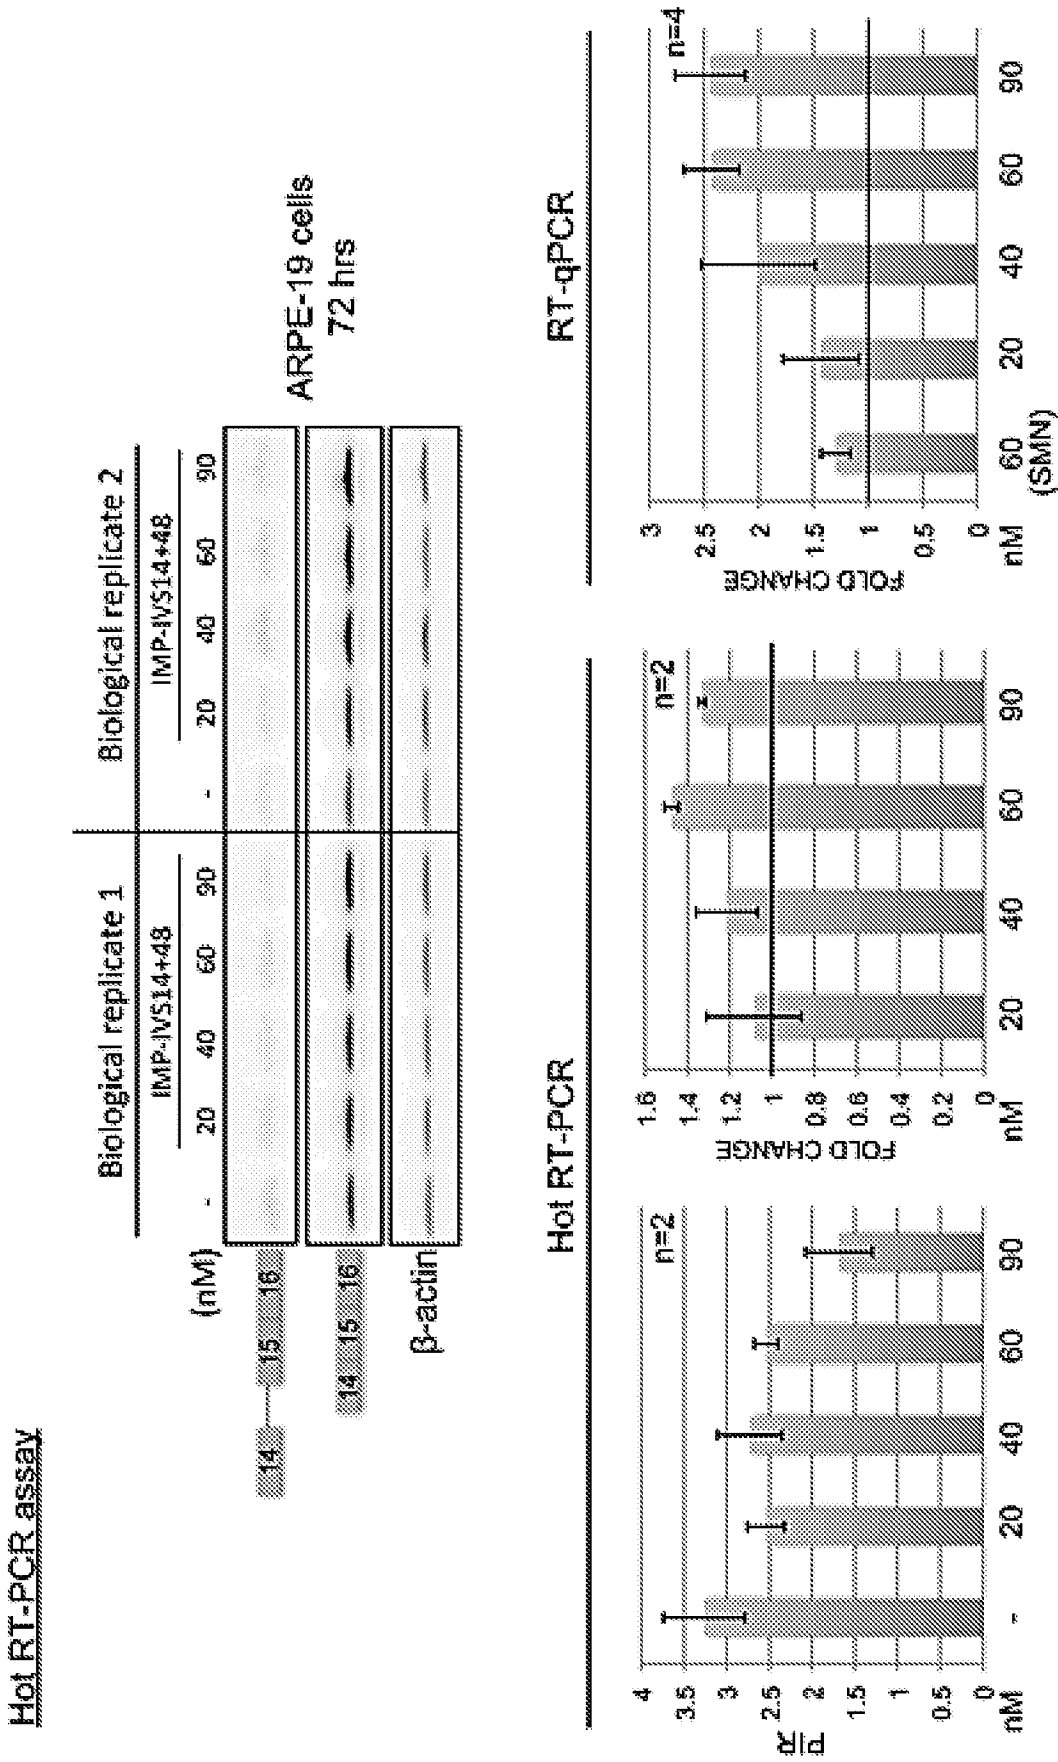 Hot RT-PCR assay
Biological replicate 1
Biological replicate 2
IMP-IVS14+48
IMP-IVS14+48
(nM) - 20 40 60 90 - 20 40 60 90
14 15 16
14 15 16
β-actin
ARPE-19 cells
72 hrs
Hot RT-PCR
PIR
4
3.5
3
2.5
2
1.5
1
0
n=2
nM - 20 40 60 90
FOLD CHANGE
1.6
1.4
1.2
1
0.8
0.6
0.4
0.2
0
n=2
nM 20 40 60 90
RT-qPCR
FOLD CHANGE
3
2.5
2
1.5
1
0.5
0
n=4
nM 60 20 40 60 90
(SMN)